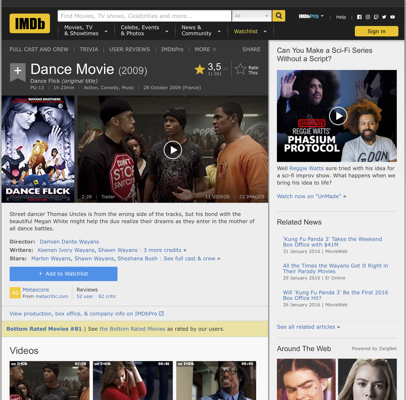 IMDb
Find Movies, TV shows, Celebrities and more...
All
IMDbPro
Help
Movies, TV
& Showtimes
Celebs, Events
& Photos
News &
Community
Watchlist
Sign in
FULL CAST AND CREW | TRIVIA | USER REVIEWS | IMDbPro | MORE
SHARE
Dance Movie (2009)
Dance Flick (original title)
PG-13 | 1h 23min | Action, Comedy, Music | 28 October 2009 (France)
3,5
Rate
This
DANCE FLICK
DON'T
STOP
SNITCHIN
2:28 | Trailer
11 VIDEOS | 73 IMAGES
Street dancer Thomas Uncles is from the wrong side of the tracks, but his bond with the
beautiful Megan White might help the duo realize their dreams as they enter in the mother
of all dance battles.
Director: Damien Dante Wayans
Writers: Keenen Ivory Wayans, Shawn Wayans | 3 more credits »
Stars: Marlon Wayans, Shawn Wayans, Shoshana Bush | See full cast & crew »
+ Add to Watchlist
Metascore
From metacritic.com
Reviews
52 user | 82 critic
View production, box office, & company info on IMDbPro
Bottom Rated Movies #81 | See the Bottom Rated Movies as rated by our users.
Videos
Can You Make a Sci-Fi Series
Without a Script?
REGGIE WATTS'
PHASIUM
PROTOCOL
Well Reggie Watts sure tried with his idea for
a sci-fi improv show. What happens when we
bring his idea to life?
Watch now on "UnMade" »
Related News
'Kung Fu Panda 3' Takes the Weekend
Box Office with $41M
31 January 2016 | MovieWeb
All the Times the Wayans Got It Right in
Their Parody Movies
29 January 2016 | E! Online
Will 'Kung Fu Panda 3' Be the First 2016
Box Office Hit?
28 January 2016 | MovieWeb
See all related articles »
Around The Web
Powered by ZergNet